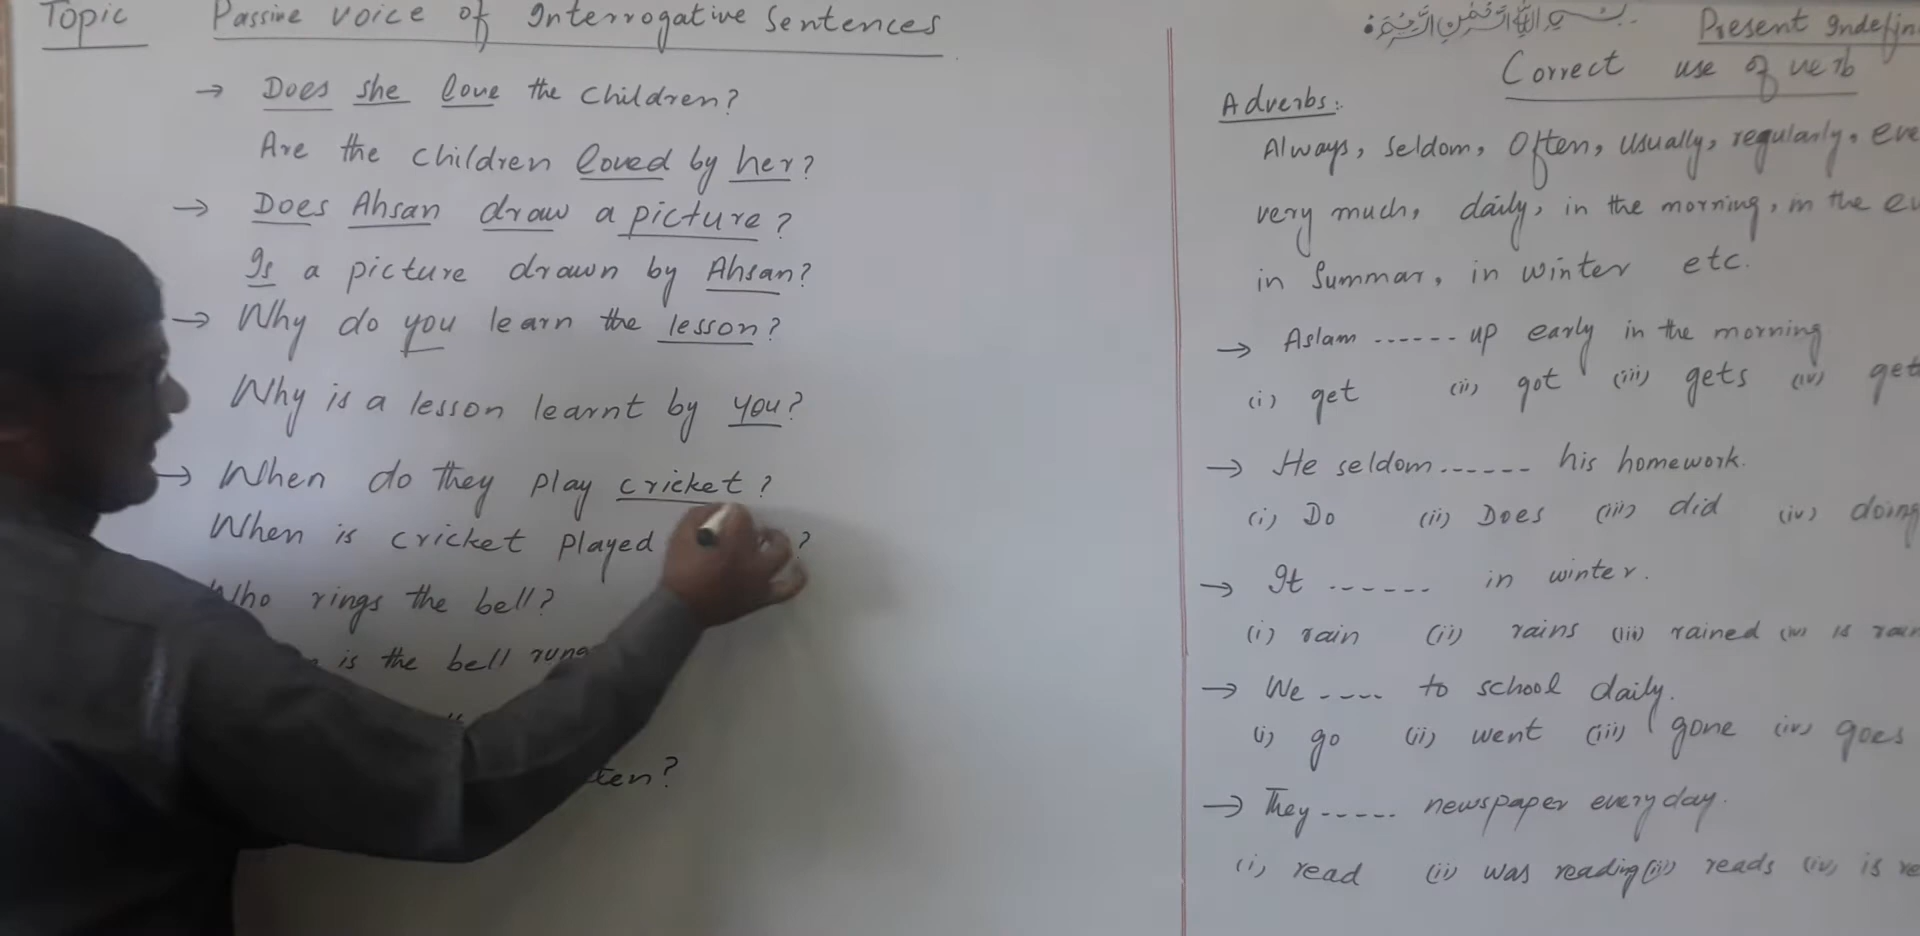 Topic Passive voice of Interrogative Sentences
→ Does she love the children?
Are the children loved by her?
→ Does Ahsan draw a picture?
Is a picture drawn by Ahsan?
→ Why do you learn the lesson?
Why is a lesson learnt by you?
→ When do they play cricket?
When is cricket played ?
Who rings the bell?
is the bell rung
?
بسم اللہ الرحمن الرحیم
Present
Correct use of verb
Adverbs:
Always, seldom, Often, usually, regularly,
very much, daily, in the morning, in the
in Summar, in winter etc.
→ Aslam ...... up early in the morning
(i) get (ii) got (iii) gets (iv)
→ He seldom ...... his homework.
(i) Do (ii) Does (iii) did (iv) doing
→ It ....... in winter.
(i) rain (ii) rains (iii) rained (iv) is
→ We .... to school daily.
(i) go (ii) went (iii) gone (iv) goes
→ They ..... newspaper everyday.
(i) read (ii) was reading (iii) reads (iv) is